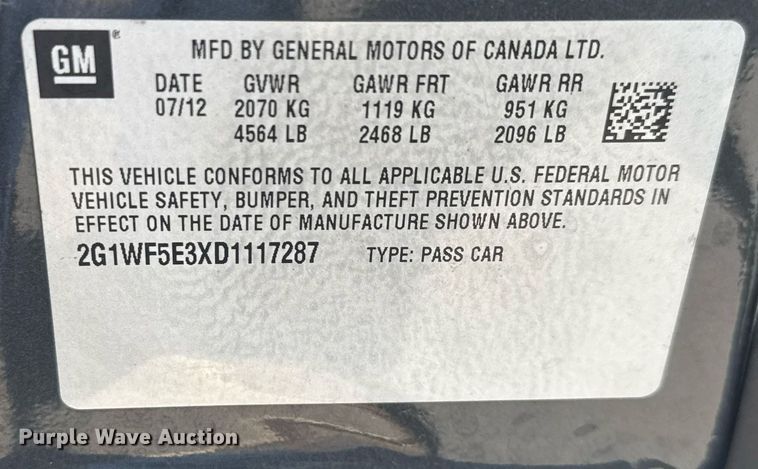 GM®
MFD BY GENERAL MOTORS OF CANADA LTD.
DATE GVWR GAWR FRT GAWR RR
07/12 2070 KG 1119 KG 951 KG
4564 LB 2468 LB 2096 LB
THIS VEHICLE CONFORMS TO ALL APPLICABLE U.S. FEDERAL MOTOR
VEHICLE SAFETY, BUMPER, AND THEFT PREVENTION STANDARDS IN
EFFECT ON THE DATE OF MANUFACTURE SHOWN ABOVE.
2G1WF5E3XD1117287 TYPE: PASS CAR
Purple Wave Auction